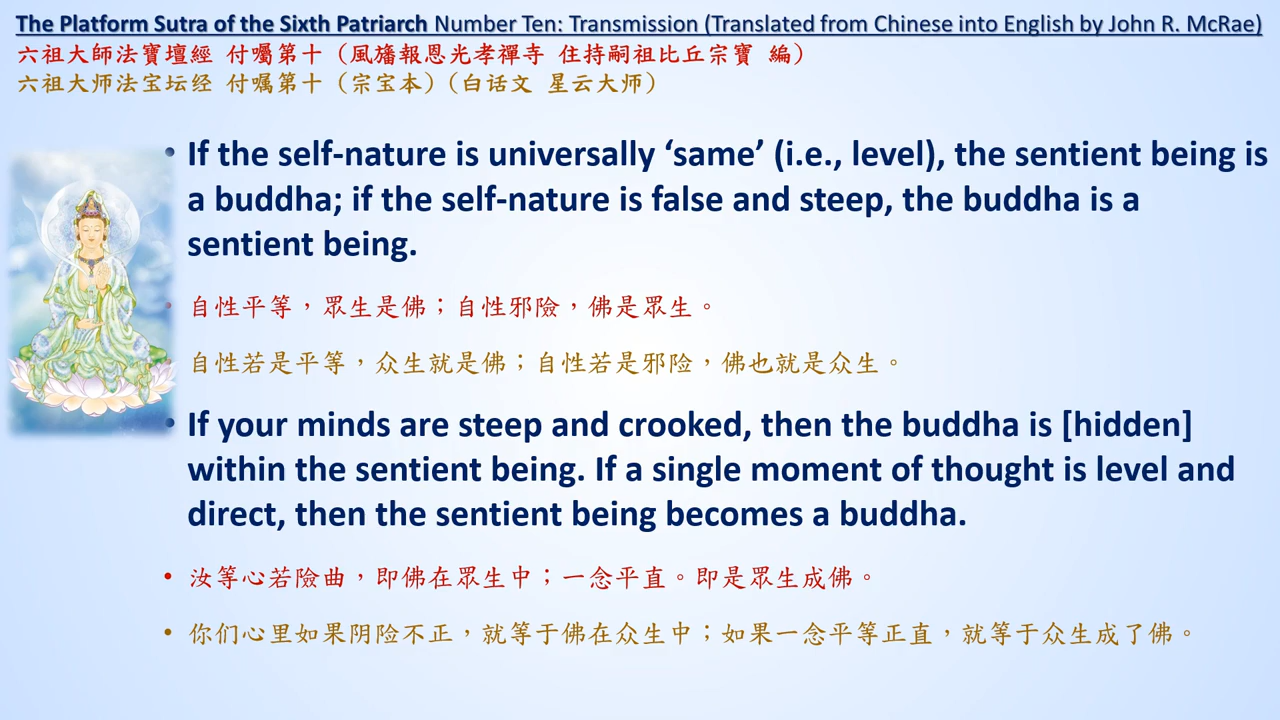 The Platform Sutra of the Sixth Patriarch Number Ten: Transmission (Translated from Chinese into English by John R. McRae)
六祖大師法寶壇經 付囑第十（風旛報恩光孝禪寺 住持嗣祖比丘宗寶 編）
六祖大师法宝坛经 付嘱第十（宗宝本）（白话文 星云大师）
• If the self-nature is universally ‘same’ (i.e., level), the sentient being is
a buddha; if the self-nature is false and steep, the buddha is a
sentient being.
• 自性平等，眾生是佛；自性邪險，佛是眾生。
自性若是平等，众生就是佛；自性若是邪险，佛也就是众生。
• If your minds are steep and crooked, then the buddha is [hidden]
within the sentient being. If a single moment of thought is level and
direct, then the sentient being becomes a buddha.
• 汝等心若險曲，即佛在眾生中；一念平直。即是眾生成佛。
• 你们心里如果阴险不正，就等于佛在众生中；如果一念平等正直，就等于众生成了佛。